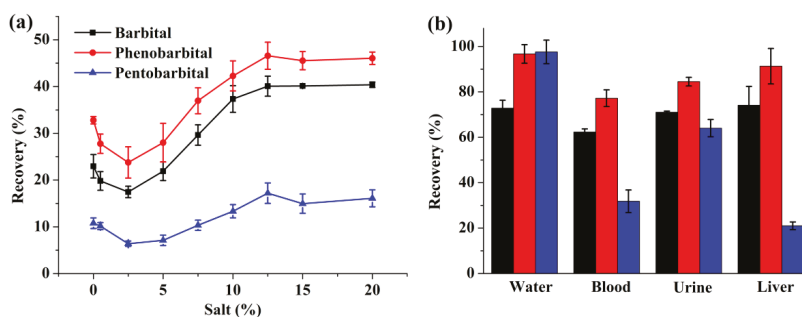 (a)
Barbital
Phenobarbital
Pentobarbital
Recovery (%)
50
40
30
20
10
0
0 5 10 15 20
Salt (%)
(b)
Recovery (%)
100
80
60
40
20
0
Water Blood Urine Liver